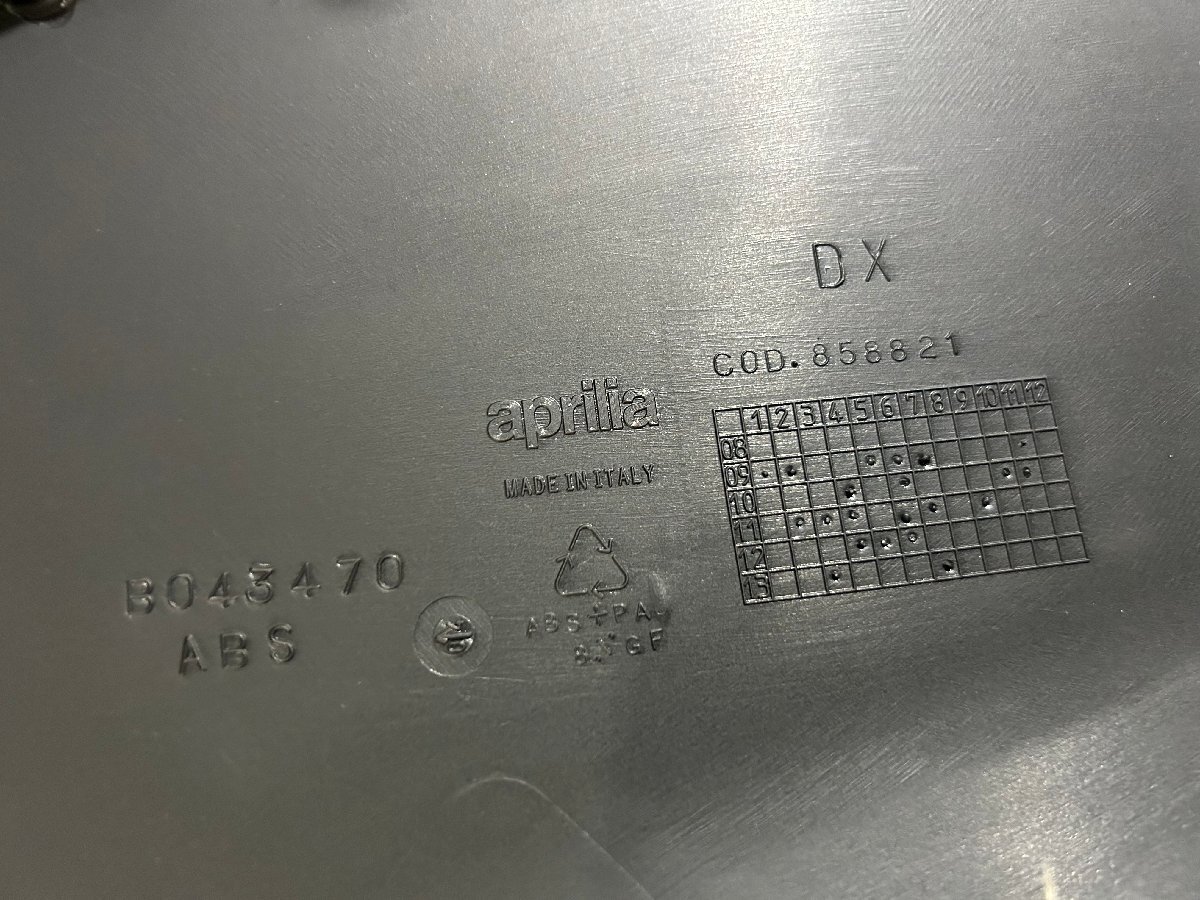 DX
COD.858821
aprilia
MADE IN ITALY
1 2 3 4 5 6 7 8 9 10 11 12
08
09
10
11
12
13
B043470
ABS
ABS+PA
GF